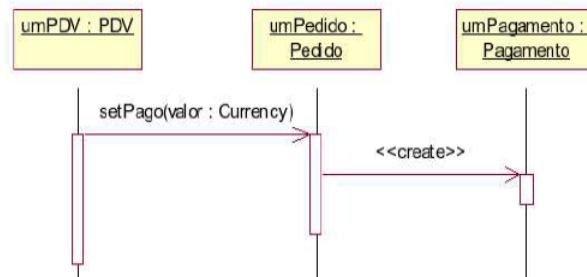 umPDV : PDV
umPedido :
Pedido
umPagamento :
Pagamento
setPago(valor : Currency)
<<create>>